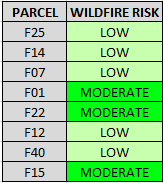 PARCEL WILDFIRE RISK
F25 LOW
F14 LOW
F07 LOW
F01 MODERATE
F22 MODERATE
F12 LOW
F40 LOW
F15 MODERATE